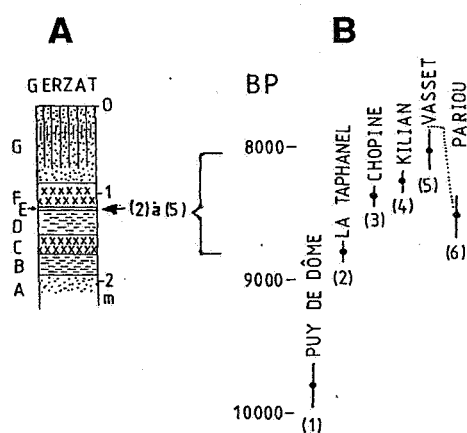 A
B
GERZAT
0
G
F
1
E
(2) à (5)
D
C
B
2
A
m
BP
8000
9000
10000
PUY DE DÔME
(1)
LA TAPHANEL
(2)
CHOPINE
(3)
KILIAN
(4)
VASSET
(5)
PARIOU
(6)